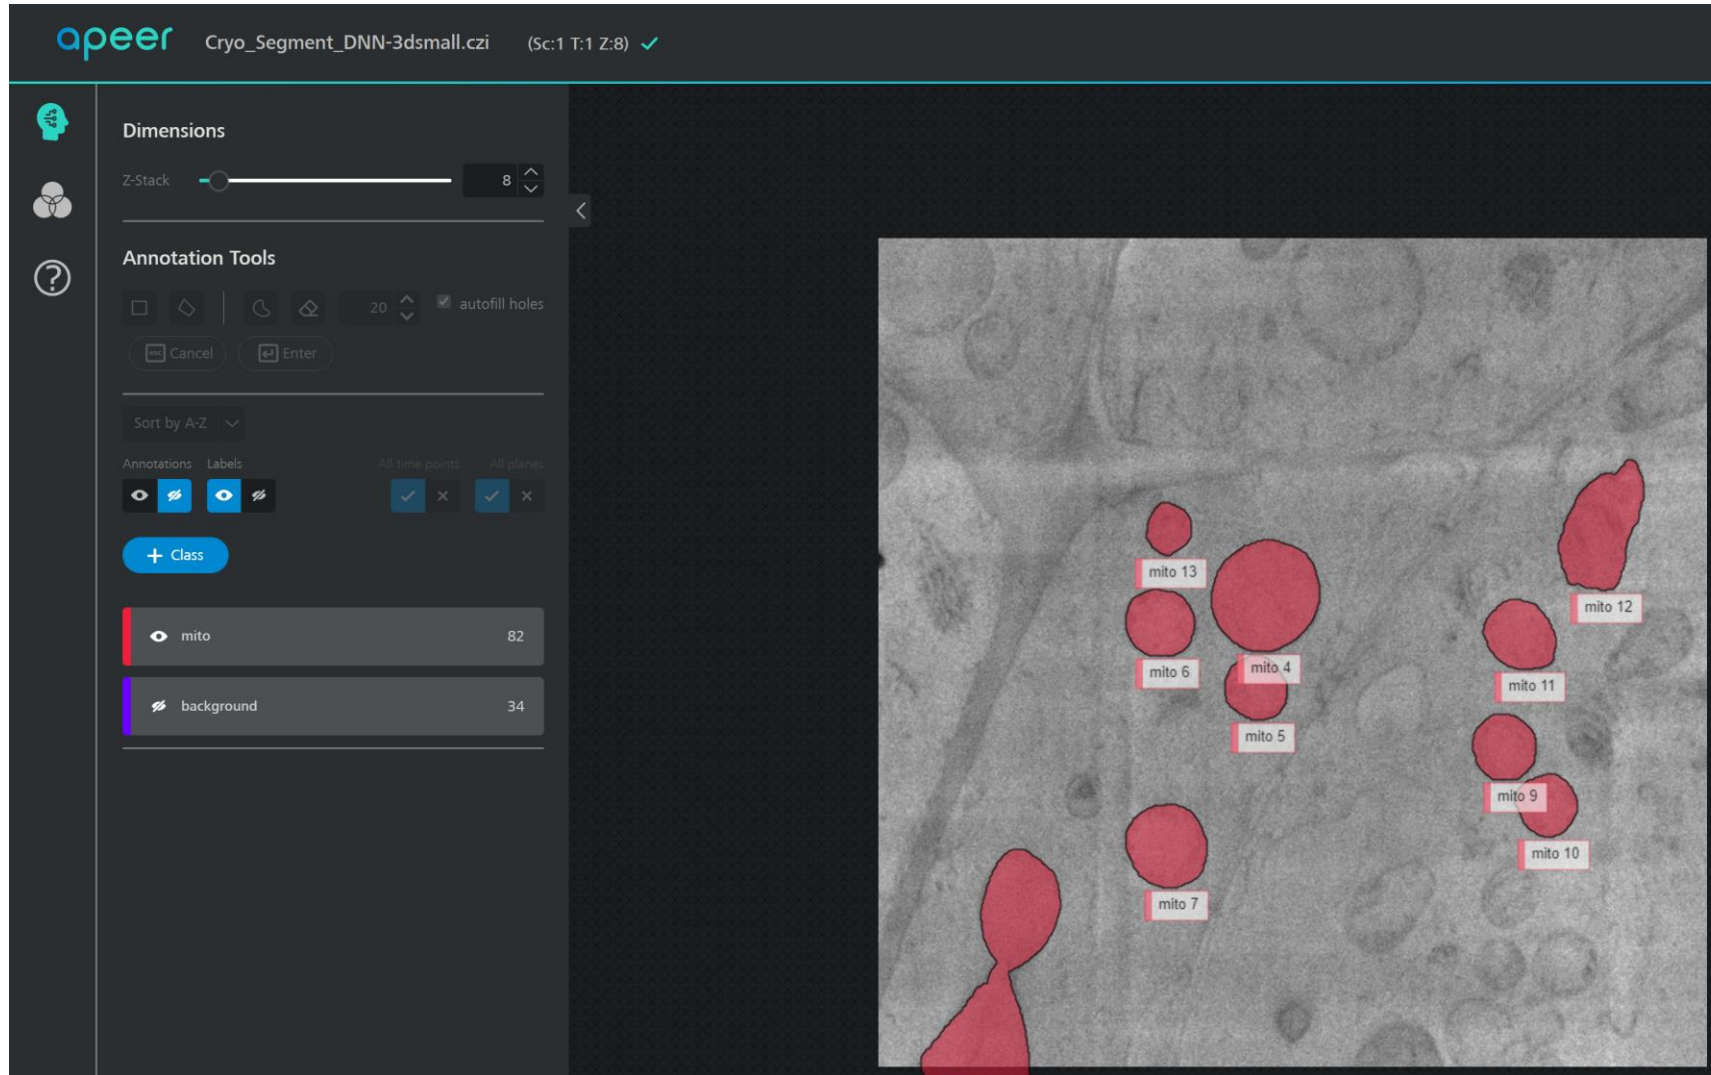 apeer Cryo_Segment_DNN-3dsmall.czi (Sc:1 T:1 Z:8)
Dimensions
Z-Stack 8
Annotation Tools
20 autofill holes
esc Cancel Enter
Sort by A-Z
Annotations Labels All time points All planes
+ Class
mito 82
background 34
mito 13
mito 12
mito 6
mito 4
mito 11
mito 5
mito 9
mito 10
mito 7